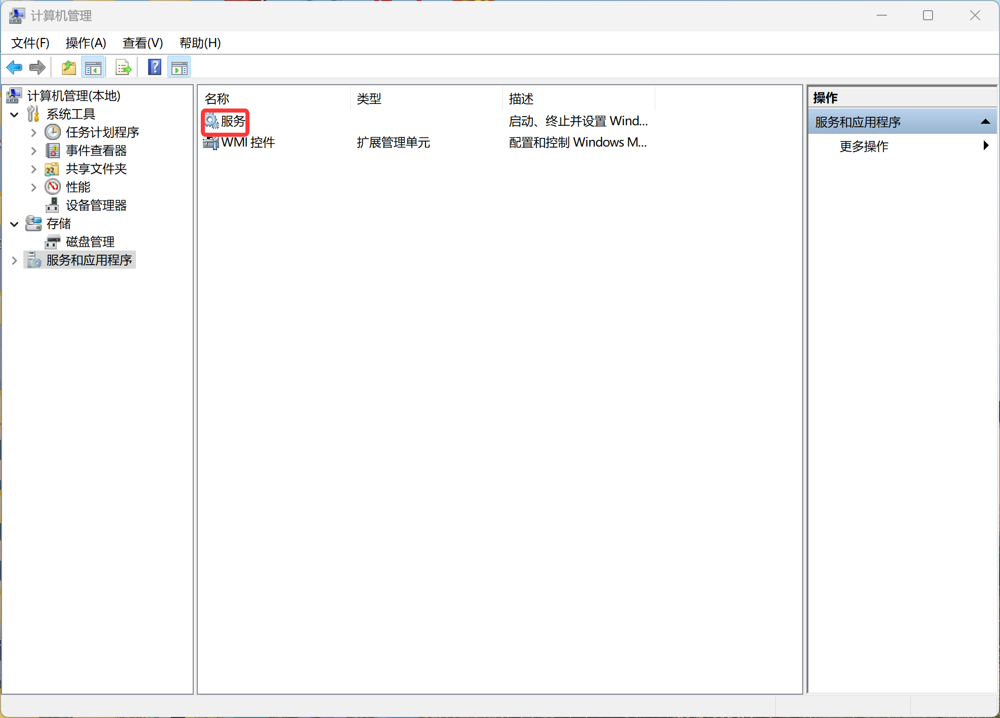 计算机管理
文件(F) 操作(A) 查看(V) 帮助(H)
计算机管理(本地)
系统工具
任务计划程序
事件查看器
共享文件夹
性能
设备管理器
存储
磁盘管理
服务和应用程序
名称 类型 描述
服务 启动、终止并设置 Wind...
WMI 控件 扩展管理单元 配置和控制 Windows M...
操作
服务和应用程序
更多操作